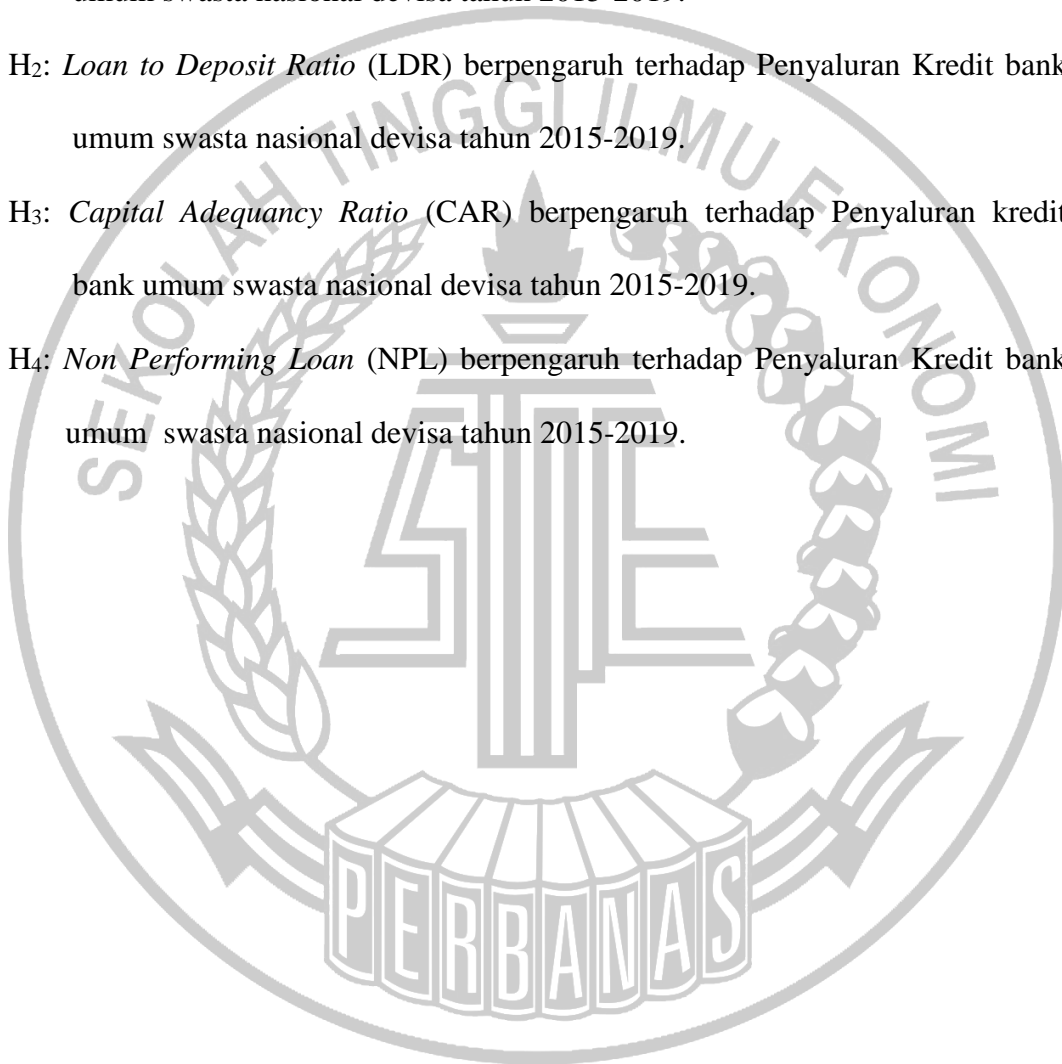 umum swasta nasional devisa tahun 2015-2019.
H2: Loan to Deposit Ratio (LDR) berpengaruh terhadap Penyaluran Kredit bank
umum swasta nasional devisa tahun 2015-2019.
H3: Capital Adequancy Ratio (CAR) berpengaruh terhadap Penyaluran kredit
bank umum swasta nasional devisa tahun 2015-2019.
H4: Non Performing Loan (NPL) berpengaruh terhadap Penyaluran Kredit bank
umum swasta nasional devisa tahun 2015-2019.
SEKOLAH TINGGI ILMU EKONOMI
STIE
PERBANAS